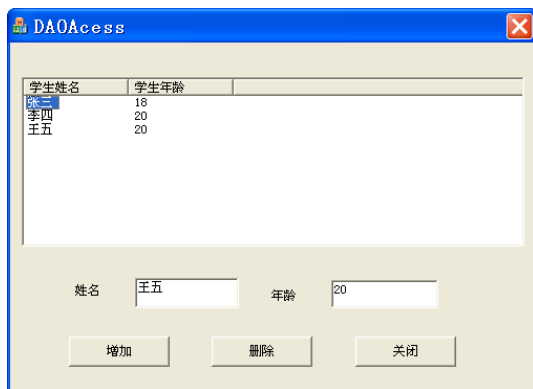 DAOAcess
学生姓名 学生年龄
张三 18
李四 20
王五 20
姓名 王五 年龄 20
增加 删除 关闭